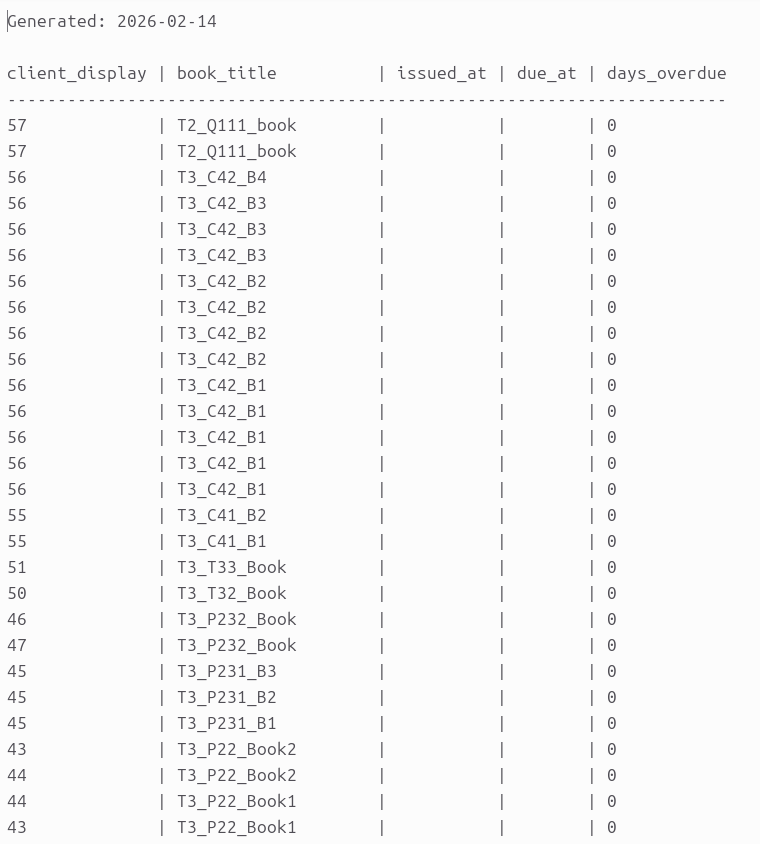 Generated: 2026-02-14
client_display | book_title          | issued_at | due_at | days_overdue
------------------------------------------------------------------------
57             | T2_Q111_book        |           |        | 0
57             | T2_Q111_book        |           |        | 0
56             | T3_C42_B4           |           |        | 0
56             | T3_C42_B3           |           |        | 0
56             | T3_C42_B3           |           |        | 0
56             | T3_C42_B3           |           |        | 0
56             | T3_C42_B2           |           |        | 0
56             | T3_C42_B2           |           |        | 0
56             | T3_C42_B2           |           |        | 0
56             | T3_C42_B2           |           |        | 0
56             | T3_C42_B1           |           |        | 0
56             | T3_C42_B1           |           |        | 0
56             | T3_C42_B1           |           |        | 0
56             | T3_C42_B1           |           |        | 0
56             | T3_C42_B1           |           |        | 0
55             | T3_C41_B2           |           |        | 0
55             | T3_C41_B1           |           |        | 0
51             | T3_T33_Book         |           |        | 0
50             | T3_T32_Book         |           |        | 0
46             | T3_P232_Book        |           |        | 0
47             | T3_P232_Book        |           |        | 0
45             | T3_P231_B3          |           |        | 0
45             | T3_P231_B2          |           |        | 0
45             | T3_P231_B1          |           |        | 0
43             | T3_P22_Book2        |           |        | 0
44             | T3_P22_Book2        |           |        | 0
44             | T3_P22_Book1        |           |        | 0
43             | T3_P22_Book1        |           |        | 0